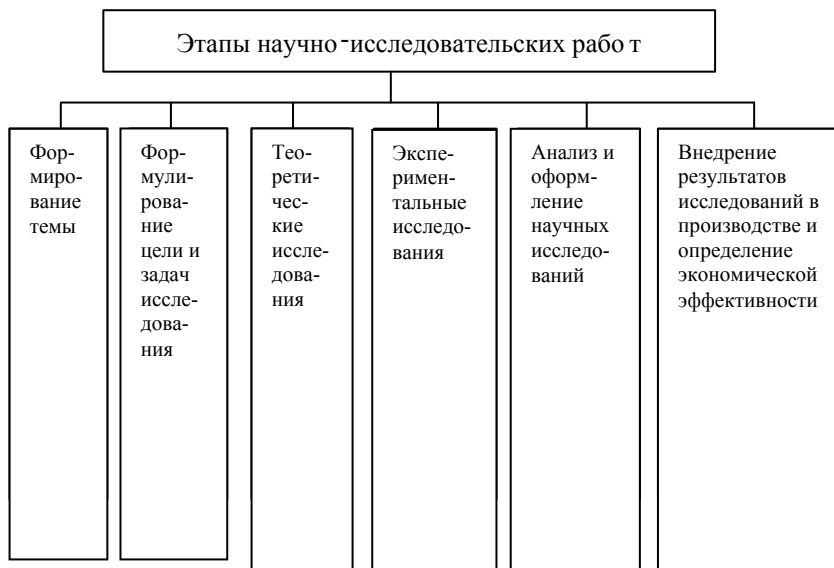 Этапы научно-исследовательских рабо т
Фор-
миро-
вание
темы
Фор-
мули-
рова-
ние
цели и
задач
иссле-
дова-
ния
Тео-
рети-
чес-
кие
иссле-
дова-
ния
Экспе-
римен-
тальные
исследо-
вания
Анализ и
оформ-
ление
научных
исследо-
ваний
Внедрение
результатов
исследований в
производстве и
определение
экономической
эффективности